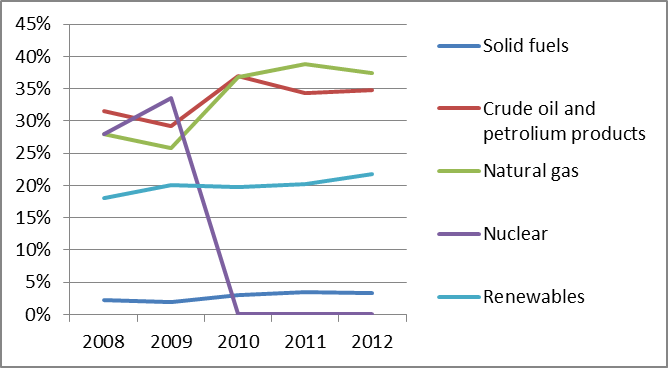 45%
40%
35%
30%
25%
20%
15%
10%
5%
0%
2008 2009 2010 2011 2012
Solid fuels
Crude oil and
petrolium products
Natural gas
Nuclear
Renewables